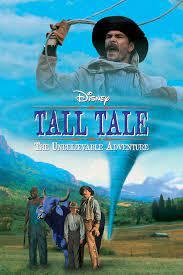 Disney
TALL TALE
THE UNBELIEVABLE ADVENTURE